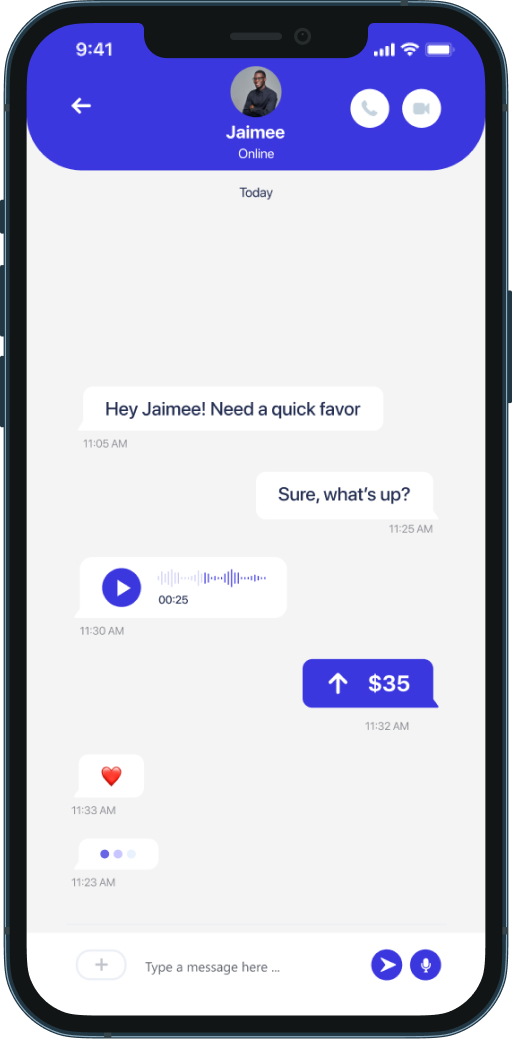 9:41
Jaimee
Online
Today
Hey Jaimee! Need a quick favor
11:05 AM
Sure, what’s up?
11:25 AM
00:25
11:30 AM
$35
11:32 AM
11:33 AM
11:23 AM
Type a message here ...